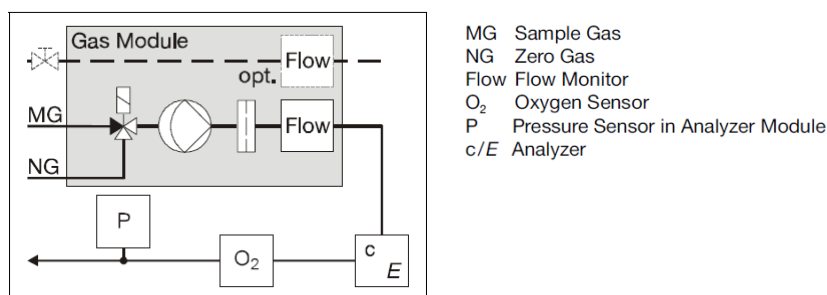 Gas Module
opt.
Flow
MG
Flow
NG
P
O₂
c
E
MG Sample Gas
NG Zero Gas
Flow Flow Monitor
O₂ Oxygen Sensor
P Pressure Sensor in Analyzer Module
c/E Analyzer